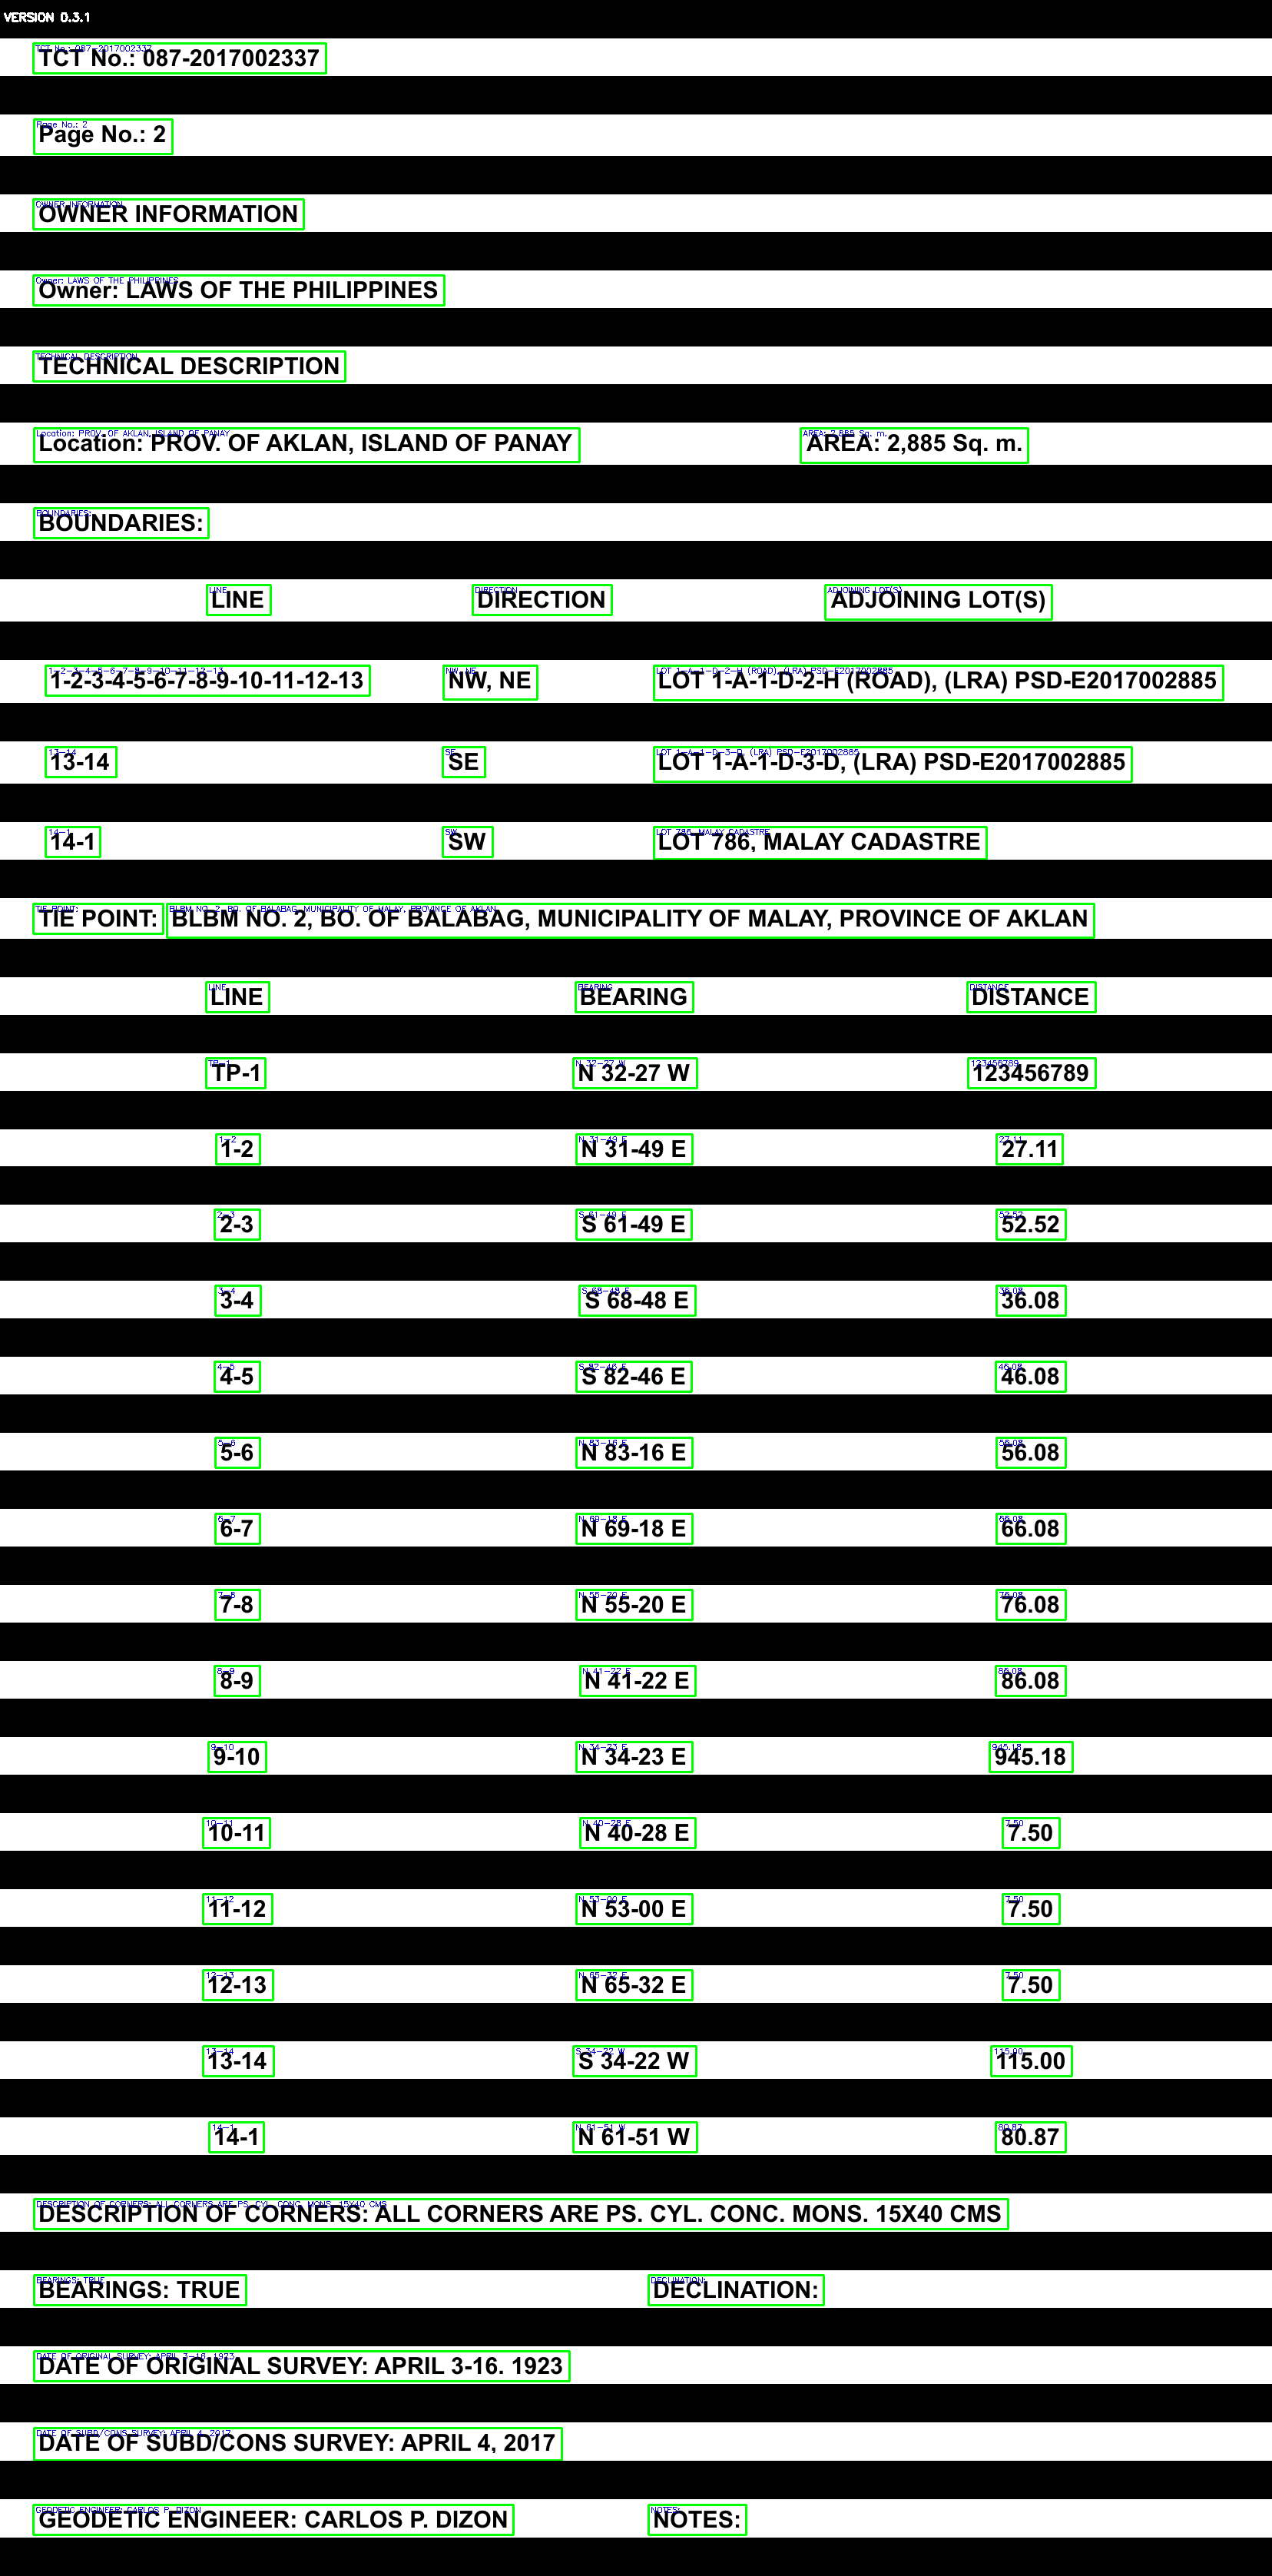 VERSION 0.3.1
TCT No.: 087-2017002337
Page No.: 2
OWNER INFORMATION
Owner: LAWS OF THE PHILIPPINES
TECHNICAL DESCRIPTION
Location: PROV. OF AKLAN, ISLAND OF PANAY AREA: 2,885 Sq. m.
BOUNDARIES:
LINE DIRECTION ADJOINING LOT(S)
1-2-3-4-5-6-7-8-9-10-11-12-13 NW, NE LOT 1-A-1-D-2-H (ROAD), (LRA) PSD-E2017002885
13-14 SE LOT 1-A-1-D-3-D, (LRA) PSD-E2017002885
14-1 SW LOT 786, MALAY CADASTRE
TIE POINT: BLBM NO. 2, BO. OF BALABAG, MUNICIPALITY OF MALAY, PROVINCE OF AKLAN
LINE BEARING DISTANCE
TP-1 N 32-27 W 123456789
1-2 N 31-49 E 27.11
2-3 S 61-49 E 52.52
3-4 S 68-48 E 36.08
4-5 S 82-46 E 46.08
5-6 N 83-16 E 56.08
6-7 N 69-18 E 66.08
7-8 N 55-20 E 76.08
8-9 N 41-22 E 86.08
9-10 N 34-23 E 945.18
10-11 N 40-28 E 7.50
11-12 N 53-00 E 7.50
12-13 N 65-32 E 7.50
13-14 S 34-22 W 115.00
14-1 N 61-51 W 80.87
DESCRIPTION OF CORNERS: ALL CORNERS ARE PS. CYL. CONC. MONS. 15X40 CMS
BEARINGS: TRUE DECLINATION:
DATE OF ORIGINAL SURVEY: APRIL 3-16. 1923
DATE OF SUBD/CONS SURVEY: APRIL 4, 2017
GEODETIC ENGINEER: CARLOS P. DIZON NOTES: